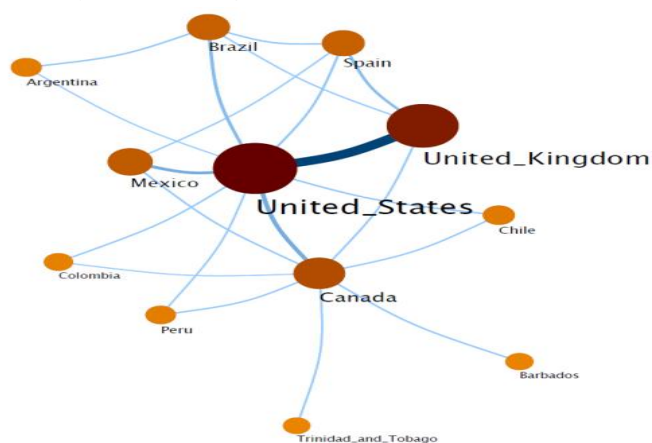 Brazil
Spain
Argentina
United_Kingdom
Mexico
United_States
Chile
Colombia
Canada
Peru
Barbados
Trinidad_and_Tobago